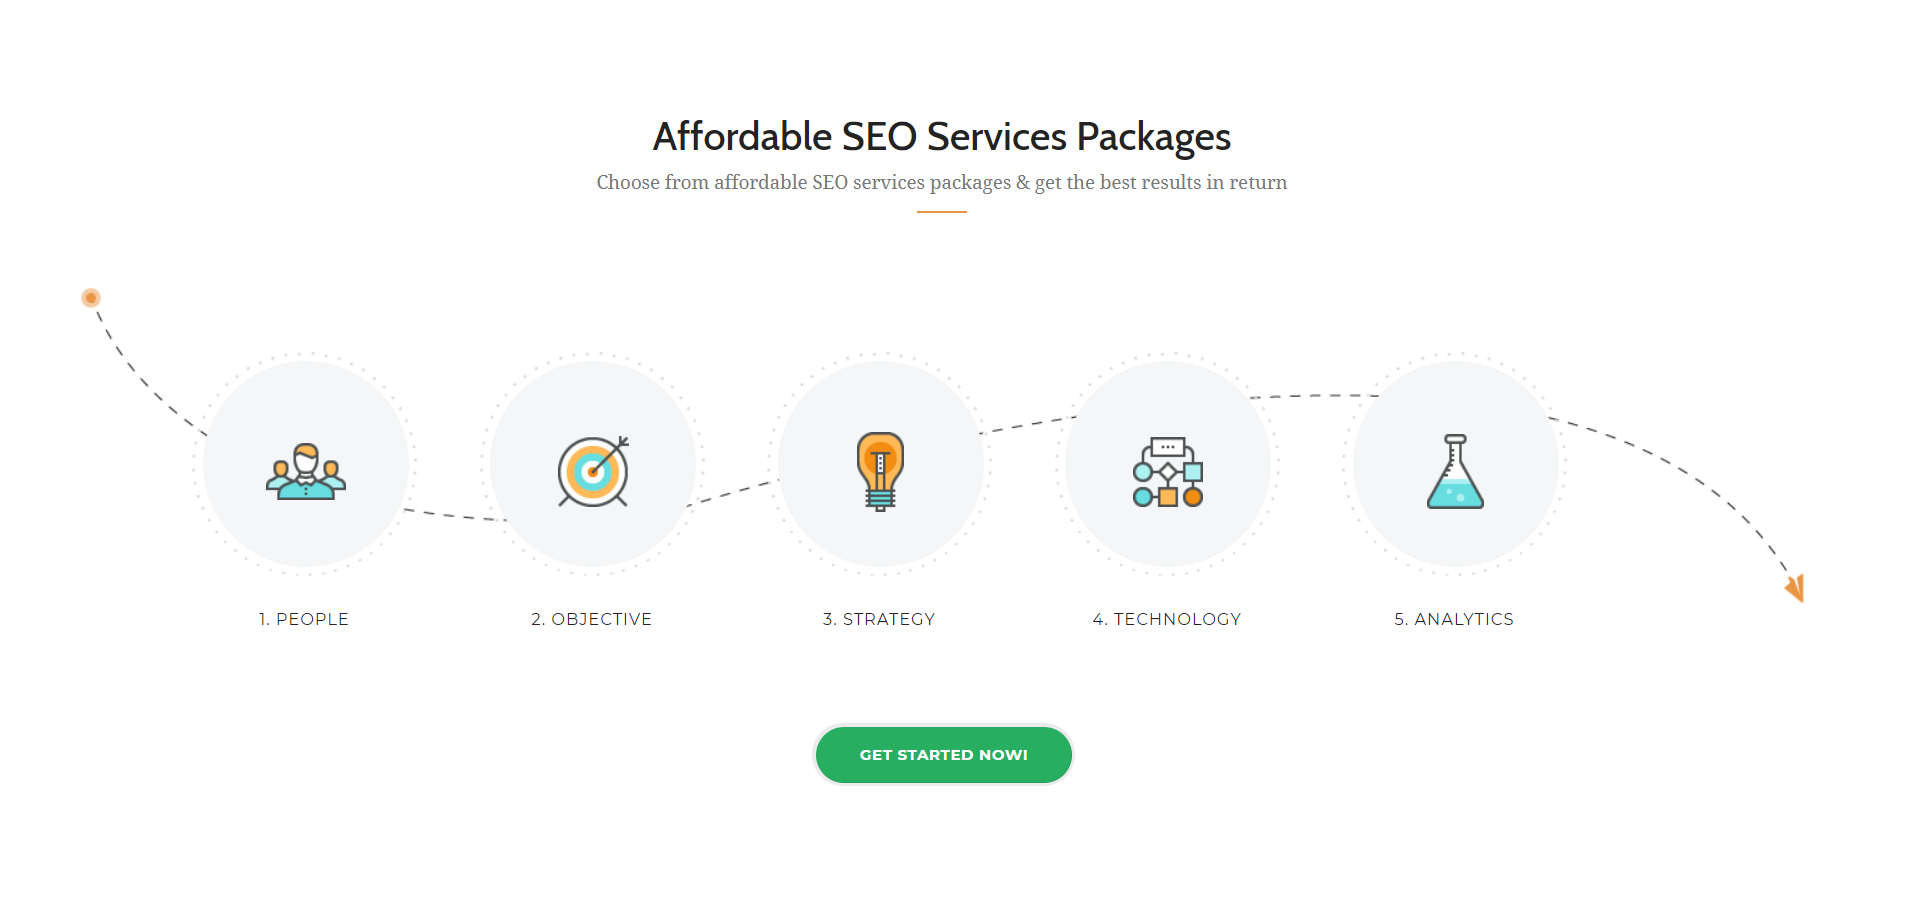 Affordable SEO Services Packages
Choose from affordable SEO services packages & get the best results in return
1. PEOPLE
2. OBJECTIVE
3. STRATEGY
4. TECHNOLOGY
5. ANALYTICS
GET STARTED NOW!